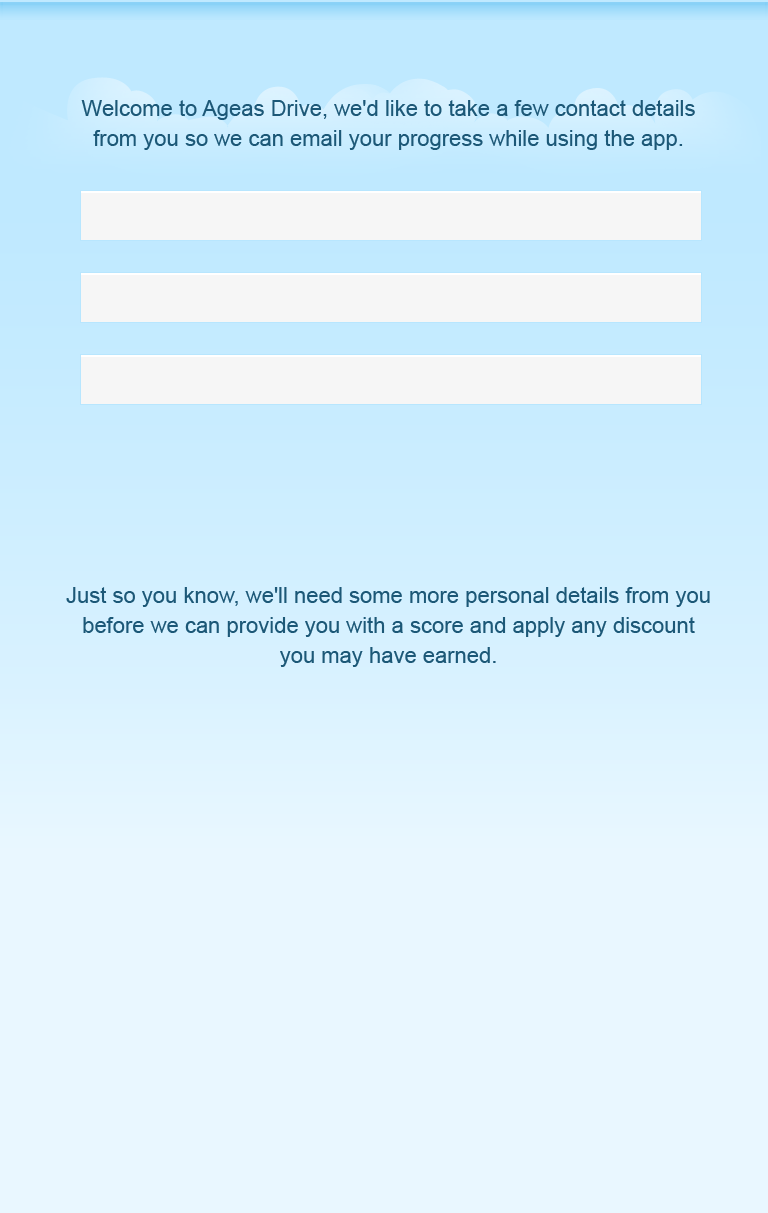 Welcome to Ageas Drive, we'd like to take a few contact details
from you so we can email your progress while using the app.
Just so you know, we'll need some more personal details from you
before we can provide you with a score and apply any discount
you may have earned.